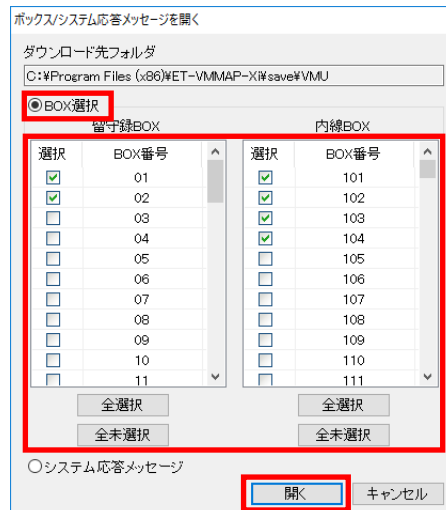 ボックス/システム応答メッセージを開く
ダウンロード先フォルダ
C:¥Program Files (x86)¥ET-VMMAP-Xi¥save¥VMU
BOX選択
留守録BOX 内線BOX
選択 BOX番号 選択 BOX番号
01 101
02 102
03 103
04 104
05 105
06 106
07 107
08 108
09 109
10 110
11 111
全選択 全選択
全未選択 全未選択
システム応答メッセージ
開く キャンセル